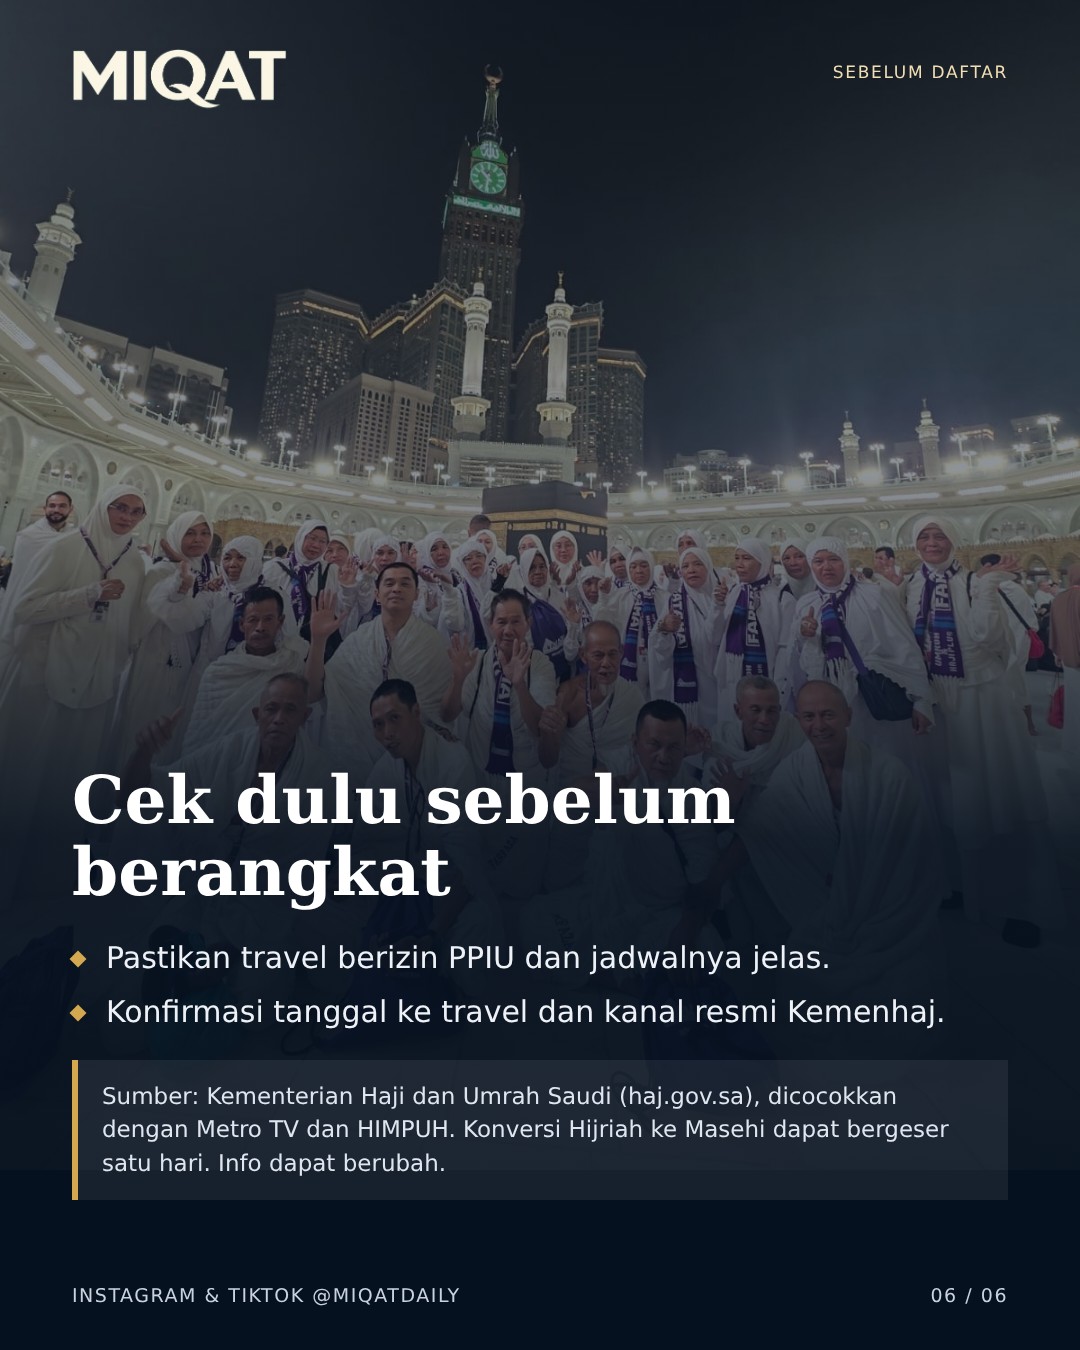 MIQAT
SEBELUM DAFTAR
Cek dulu sebelum
berangkat
Pastikan travel berizin PPIU dan jadwalnya jelas.
Konfirmasi tanggal ke travel dan kanal resmi Kemenhaj.
Sumber: Kementerian Haji dan Umrah Saudi (haj.gov.sa), dicocokkan
dengan Metro TV dan HIMPUH. Konversi Hijriah ke Masehi dapat bergeser
satu hari. Info dapat berubah.
INSTAGRAM & TIKTOK @MIQATDAILY
06 / 06